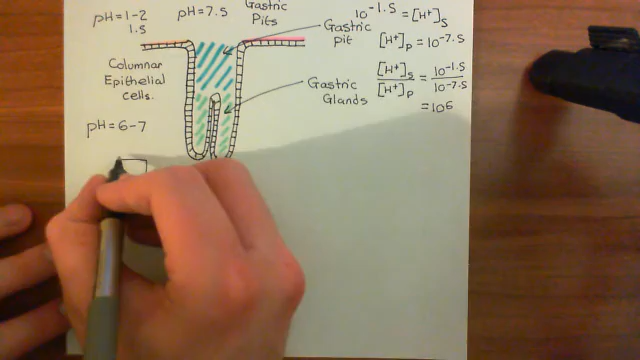 pH=1-2
1.5
pH=7.5
Gastric
Pits
Gastric
pit
Columnar
Epithelial
cells.
pH=6-7
Gastric
Glands
10^-1.5 = [H+]s
[H+]p = 10^-7.5
[H+]s / [H+]p = 10^-1.5 / 10^-7.5
= 10^6